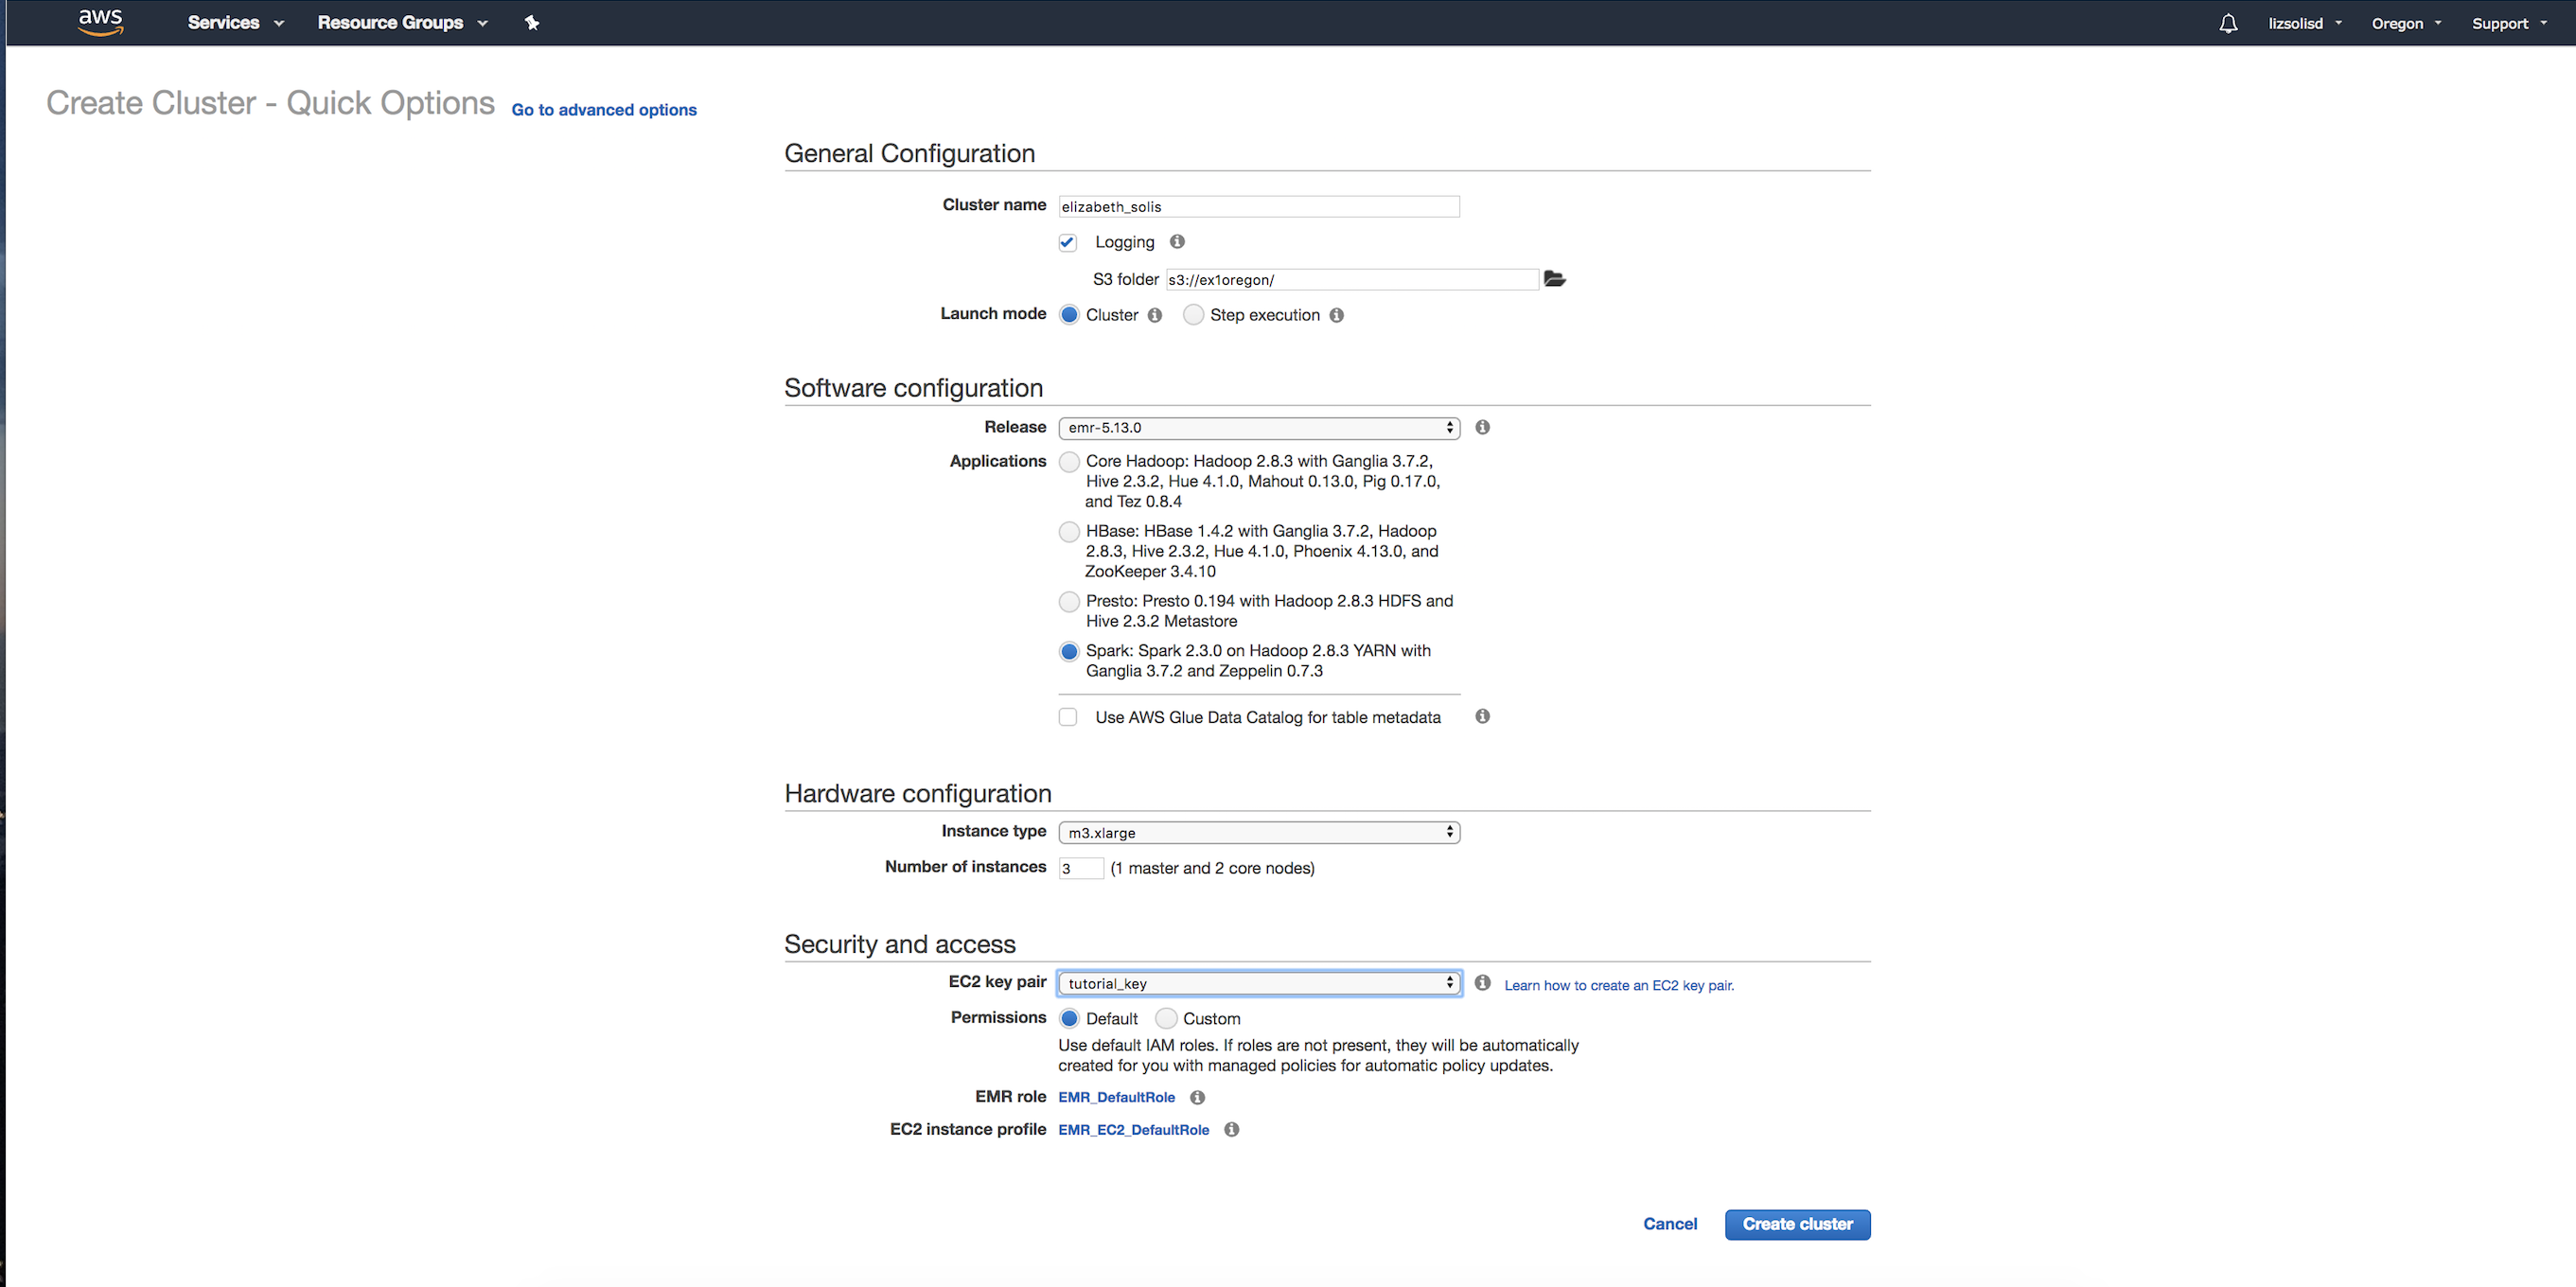 aws Services Resource Groups lizsolisd Oregon Support
Create Cluster - Quick Options Go to advanced options
General Configuration
Cluster name elizabeth_solis
Logging
S3 folder s3://ex1oregon/
Launch mode Cluster Step execution
Software configuration
Release emr-5.13.0
Applications Core Hadoop: Hadoop 2.8.3 with Ganglia 3.7.2,
Hive 2.3.2, Hue 4.1.0, Mahout 0.13.0, Pig 0.17.0,
and Tez 0.8.4
HBase: HBase 1.4.2 with Ganglia 3.7.2, Hadoop
2.8.3, Hive 2.3.2, Hue 4.1.0, Phoenix 4.13.0, and
ZooKeeper 3.4.10
Presto: Presto 0.194 with Hadoop 2.8.3 HDFS and
Hive 2.3.2 Metastore
Spark: Spark 2.3.0 on Hadoop 2.8.3 YARN with
Ganglia 3.7.2 and Zeppelin 0.7.3
Use AWS Glue Data Catalog for table metadata
Hardware configuration
Instance type m3.xlarge
Number of instances 3 (1 master and 2 core nodes)
Security and access
EC2 key pair tutorial_key Learn how to create an EC2 key pair.
Permissions Default Custom
Use default IAM roles. If roles are not present, they will be automatically
created for you with managed policies for automatic policy updates.
EMR role EMR_DefaultRole
EC2 instance profile EMR_EC2_DefaultRole
Cancel Create cluster